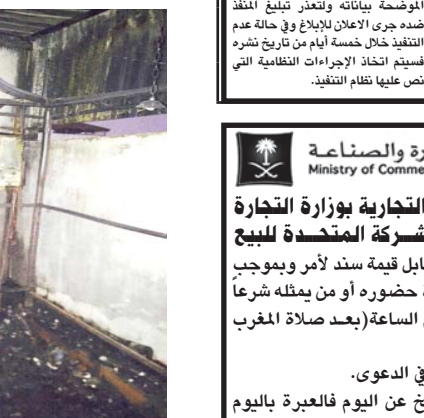 الموضحة بياناته ولتعذر تبليغ المنفذ
ضده جرى الاعلان للإبلاغ وفي حالة عدم
التنفيذ خلال خمسة أيام من تاريخ نشره
فسيتم اتخاذ الإجراءات النظامية التي
نص عليها نظام التنفيذ.
رة والصناعة
Ministry of Comme
التجارية بوزارة التجارة
شركة المتحدة للبيع
ابل قيمة سند لأمر وبموجب
ة حضوره أو من يمثله شرعاً
الساعة(بعد صلاة المغرب
في الدعوى.
خ عن اليوم فالعبرة باليوم